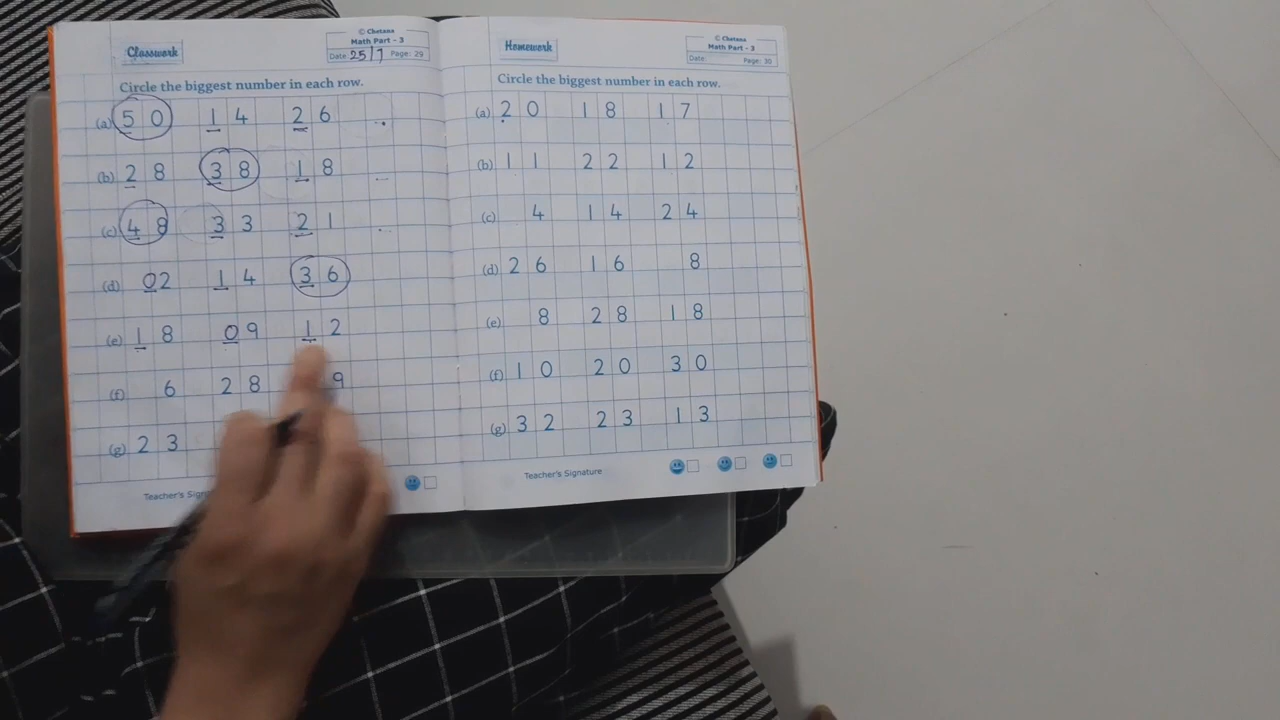 Classwork
© Chetana
Math Part - 3
Date 25/7 Page: 29
Circle the biggest number in each row.
(a) 50 14 26
(b) 28 38 18
(c) 48 33 21
(d) 02 14 36
(e) 18 09 12
(f) 6 28 9
(g) 23
Teacher's
Homework
© Chetana
Math Part - 3
Date: Page: 30
Circle the biggest number in each row.
(a) 20 18 17
(b) 11 22 12
(c) 4 14 24
(d) 26 16 8
(e) 8 28 18
(f) 10 20 30
(g) 32 23 13
Teacher's Signature